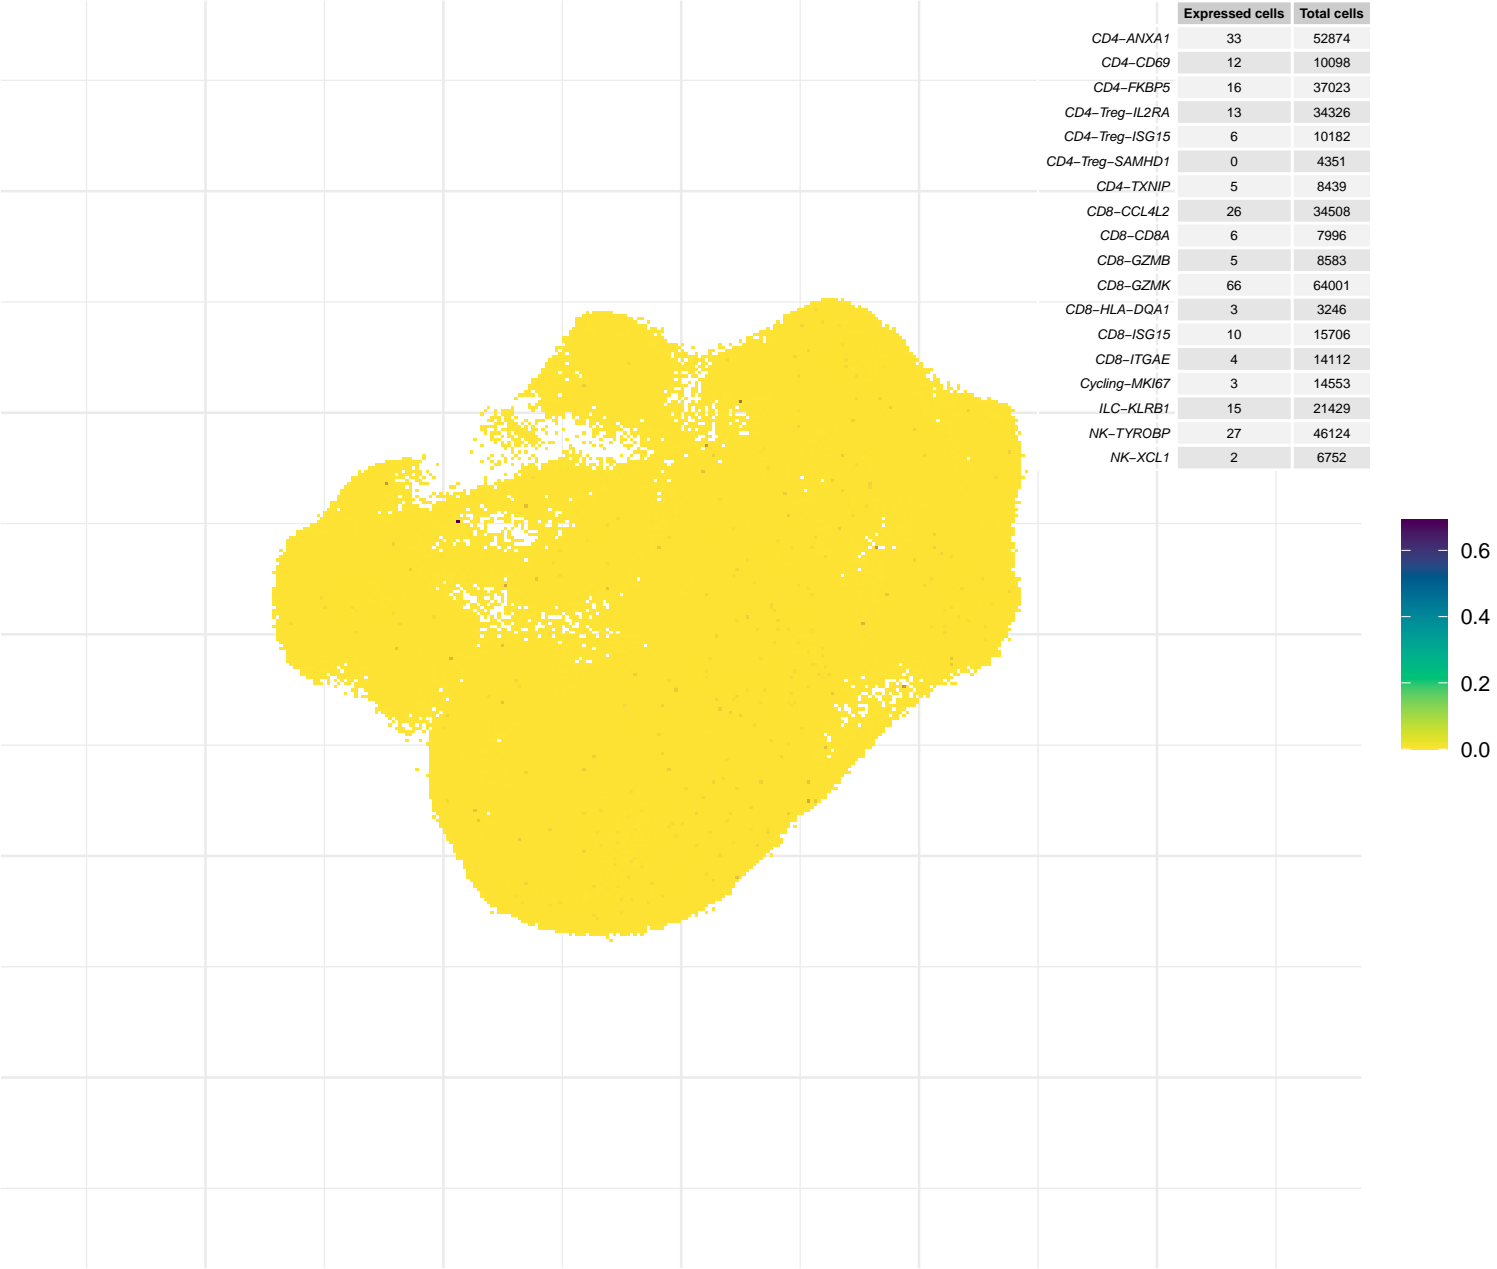 Expressed cells Total cells
CD4−ANXA1 33 52874
CD4−CD69 12 10098
CD4−FKBP5 16 37023
CD4−Treg−IL2RA 13 34326
CD4−Treg−ISG15 6 10182
CD4−Treg−SAMHD1 0 4351
CD4−TXNIP 5 8439
CD8−CCL4L2 26 34508
CD8−CD8A 6 7996
CD8−GZMB 5 8583
CD8−GZMK 66 64001
CD8−HLA−DQA1 3 3246
CD8−ISG15 10 15706
CD8−ITGAE 4 14112
Cycling−MKI67 3 14553
ILC−KLRB1 15 21429
NK−TYROBP 27 46124
NK−XCL1 2 6752
0.6
0.4
0.2
0.0